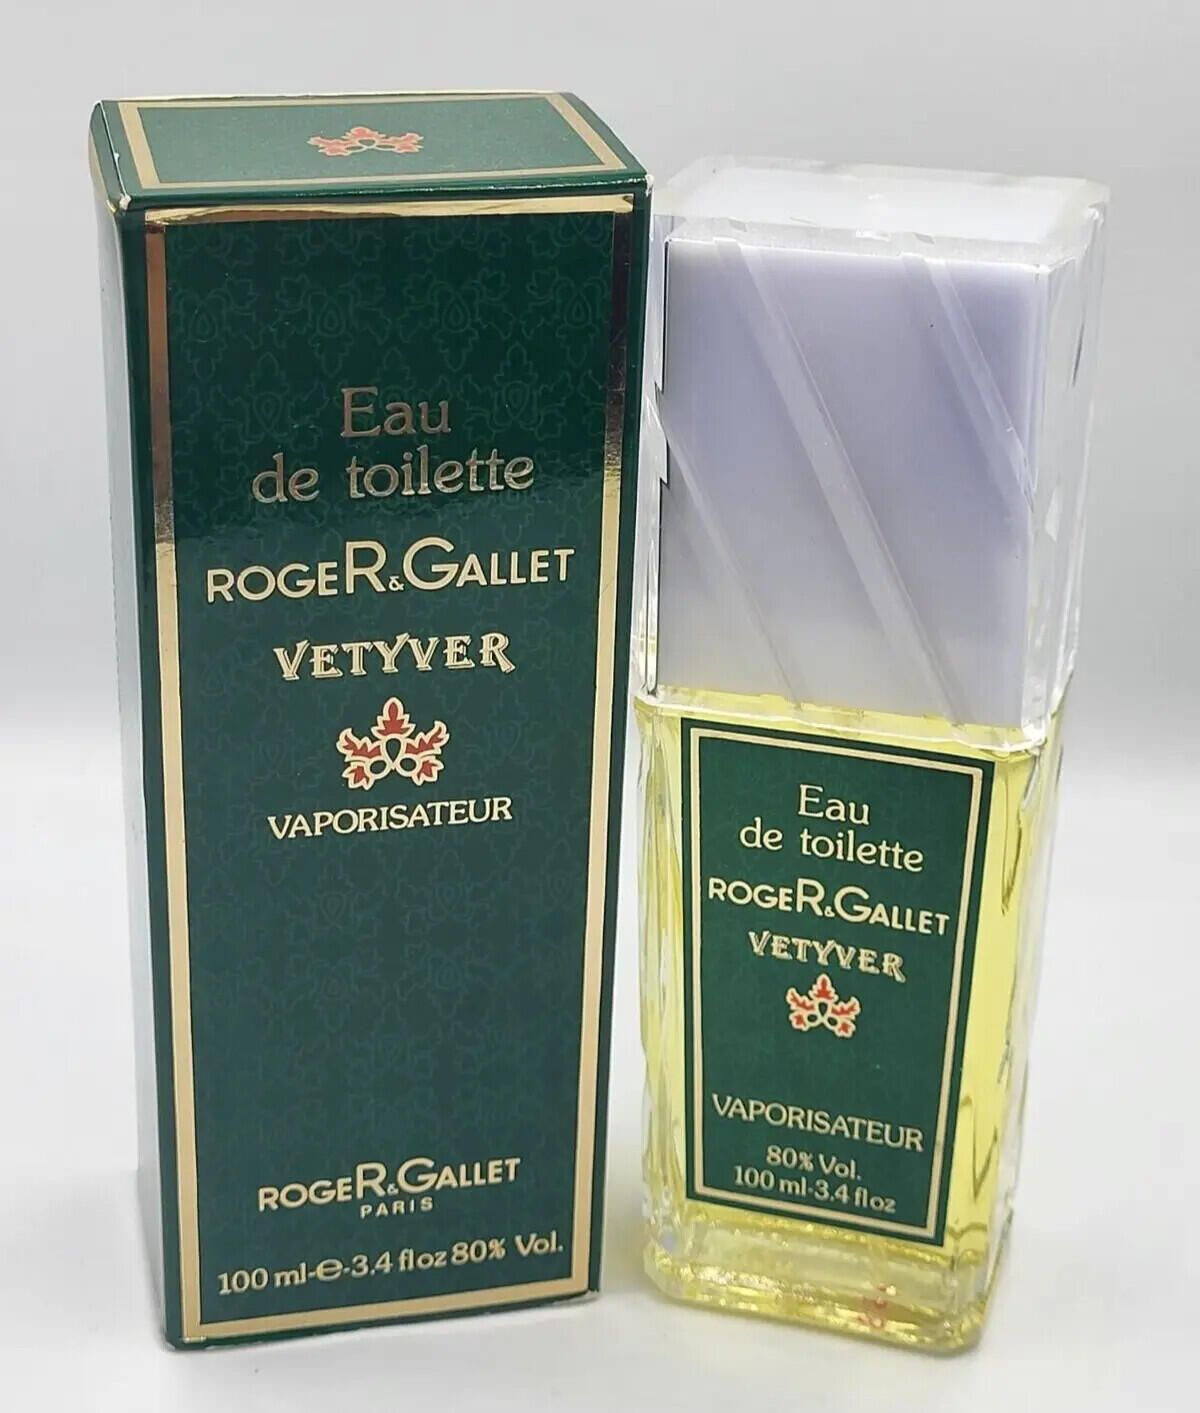 Eau
de toilette
ROGER & GALLET
VETYVER
VAPORISATEUR
ROGER & GALLET
PARIS
100 ml-e-3.4 fl oz 80% Vol.
Eau
de toilette
ROGER & GALLET
VETYVER
VAPORISATEUR
80% Vol.
100 ml-3.4 fl oz